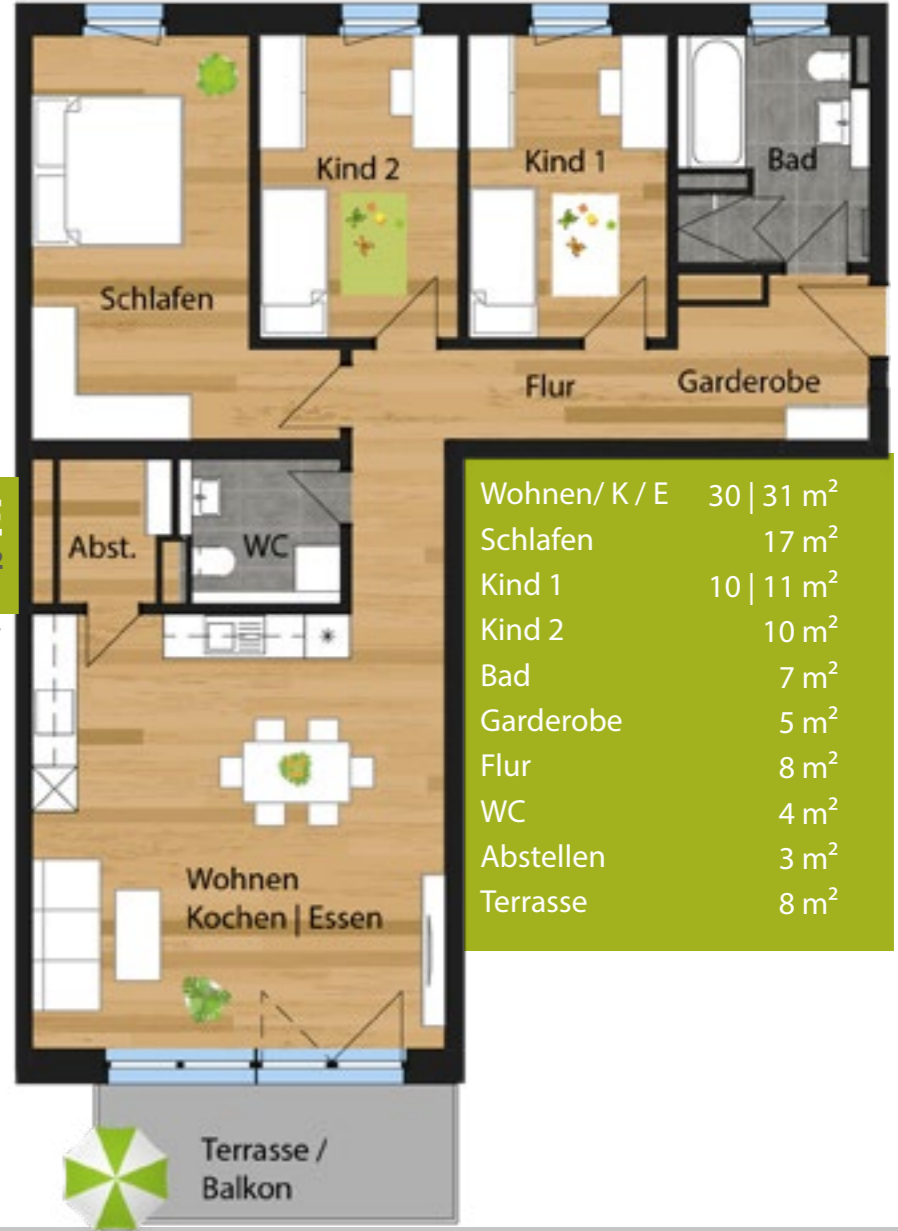 Kind 2
Kind 1
Bad
Schlafen
Flur
Garderobe
Abst.
WC
Wohnen/ K / E 30 | 31 m²
Schlafen 17 m²
Kind 1 10 | 11 m²
Kind 2 10 m²
Bad 7 m²
Garderobe 5 m²
Flur 8 m²
WC 4 m²
Abstellen 3 m²
Terrasse 8 m²
Wohnen
Kochen | Essen
Terrasse /
Balkon